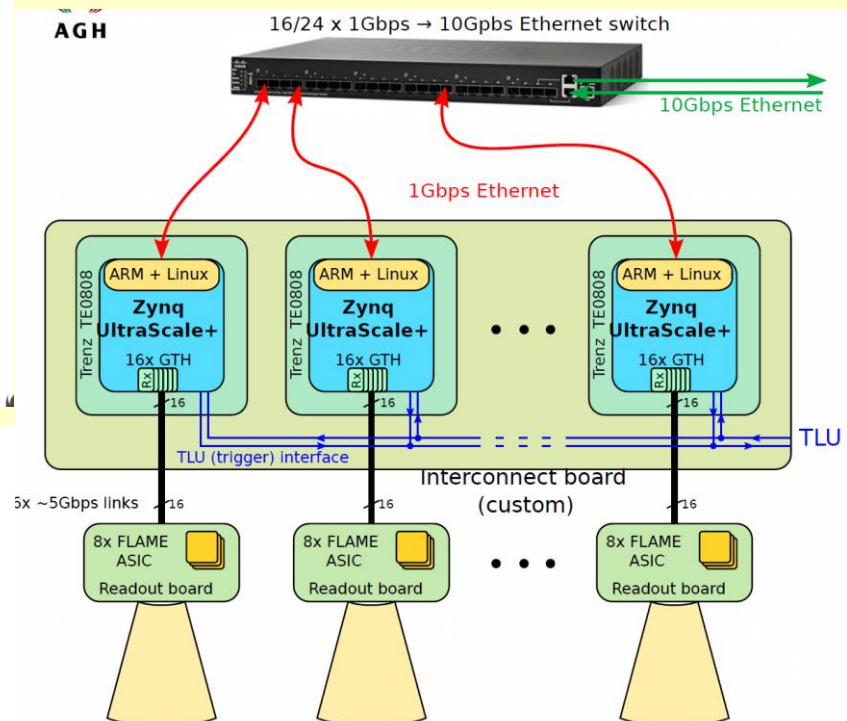 AGH
16/24 x 1Gbps → 10Gpbs Ethernet switch
10Gbps Ethernet
1Gbps Ethernet
ARM + Linux
Zynq
UltraScale+
16x GTH
Rx
Trenz TE0808
16
ARM + Linux
Zynq
UltraScale+
16x GTH
Rx
Trenz TE0808
16
ARM + Linux
Zynq
UltraScale+
16x GTH
Rx
Trenz TE0808
16
TLU
TLU (trigger) interface
Interconnect board
(custom)
6x ~5Gbps links
16
16
16
8x FLAME
ASIC
Readout board
8x FLAME
ASIC
Readout board
8x FLAME
ASIC
Readout board